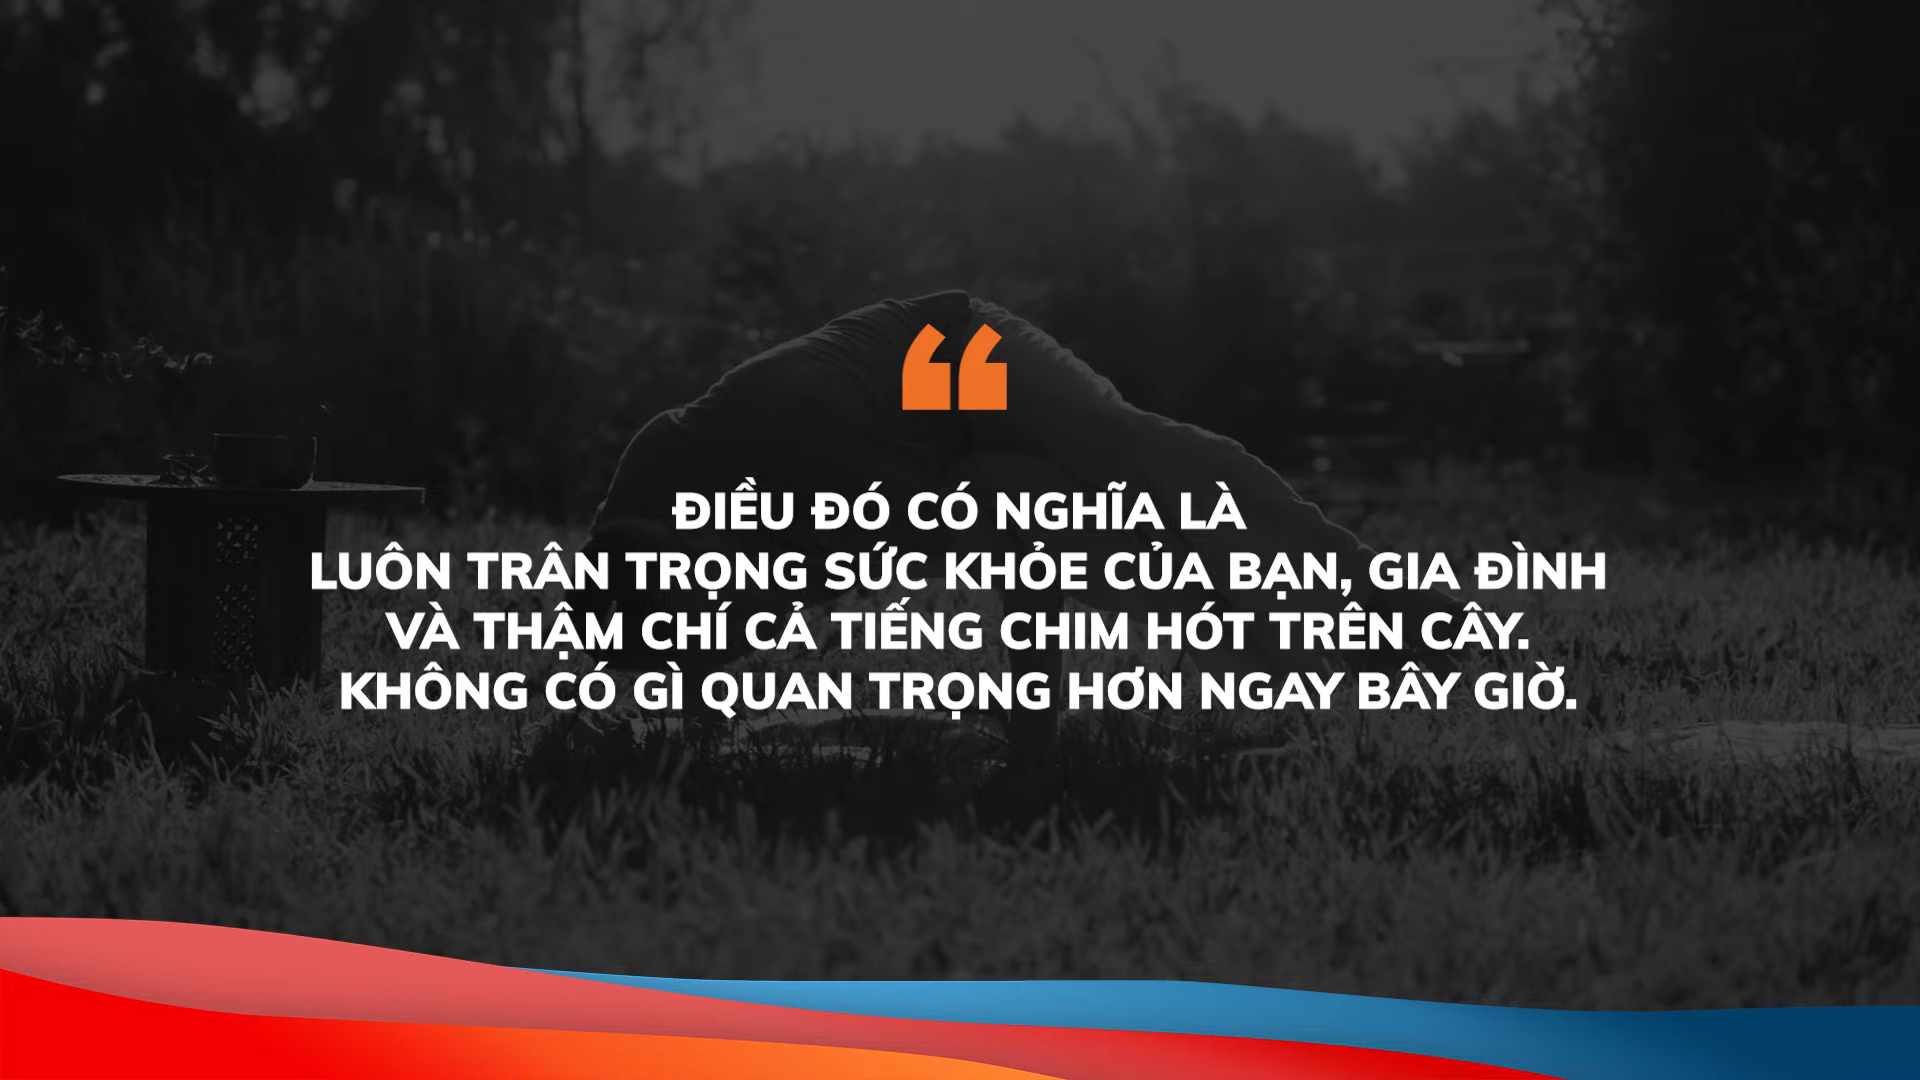 ĐIỀU ĐÓ CÓ NGHĨA LÀ
LUÔN TRÂN TRỌNG SỨC KHỎE CỦA BẠN, GIA ĐÌNH
VÀ THẬM CHÍ CẢ TIẾNG CHIM HÓT TRÊN CÂY.
KHÔNG CÓ GÌ QUAN TRỌNG HƠN NGAY BÂY GIỜ.